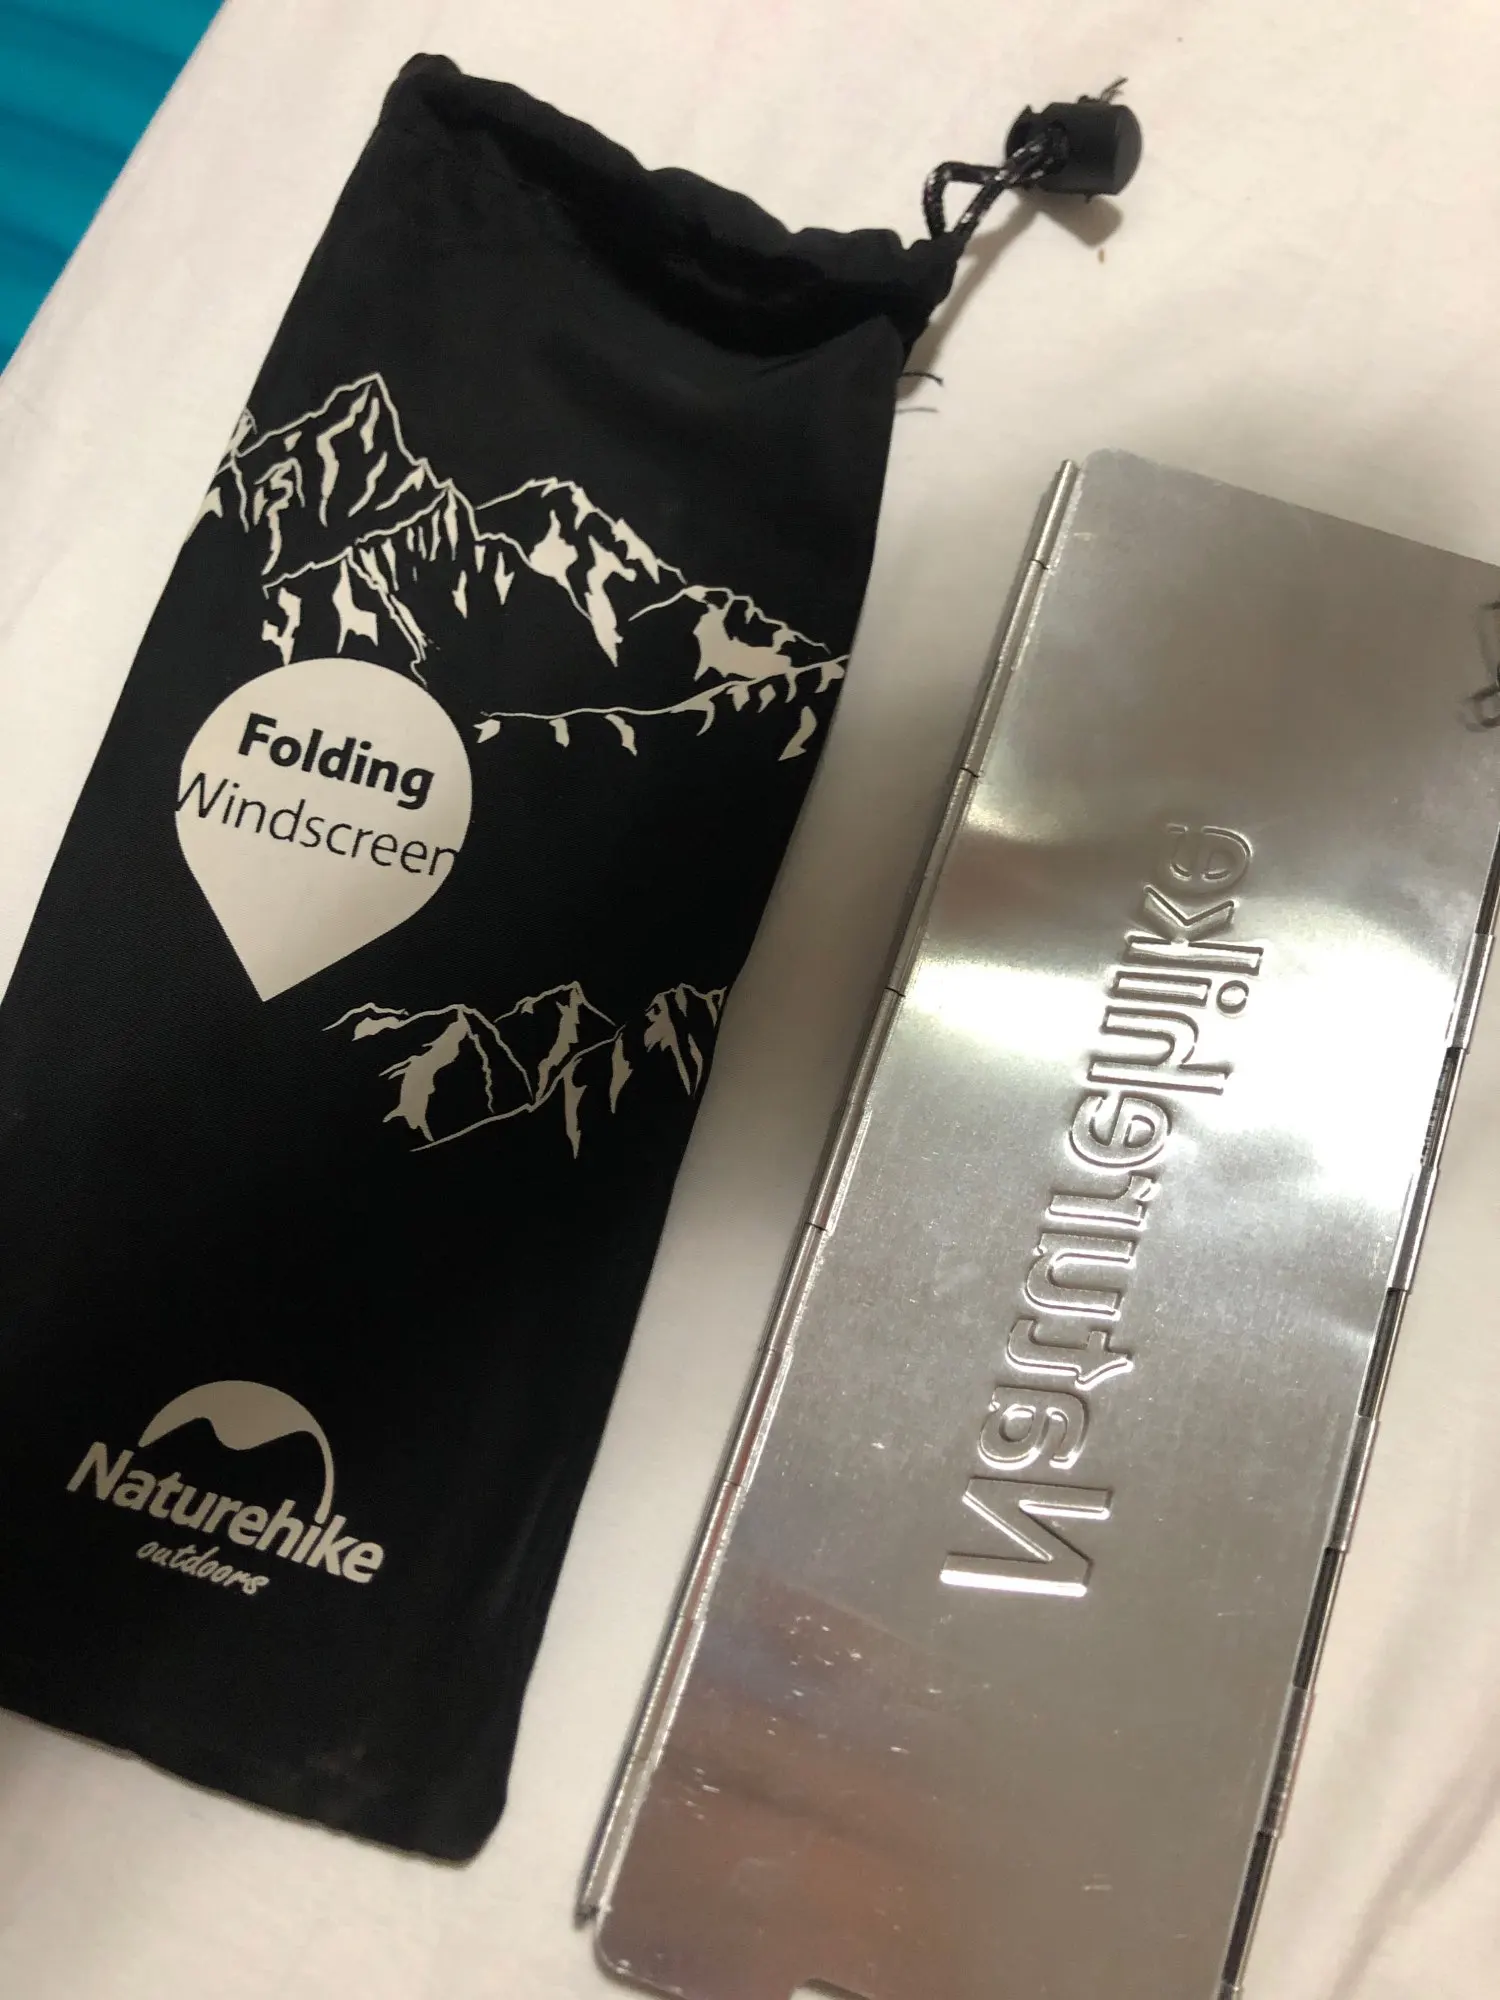 Folding
Windscreen
Naturehike
outdoors
Naturehike